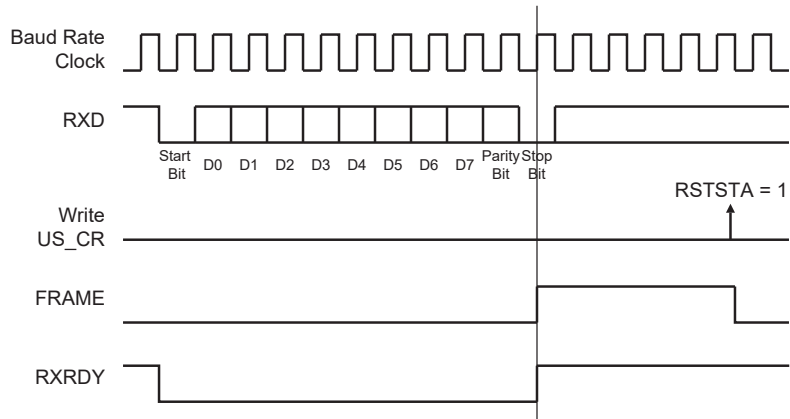 Baud Rate
Clock
RXD
Start
Bit
D0 D1 D2 D3 D4 D5 D6 D7
Parity
Bit
Stop
Bit
RSTSTA = 1
Write
US_CR
FRAME
RXRDY